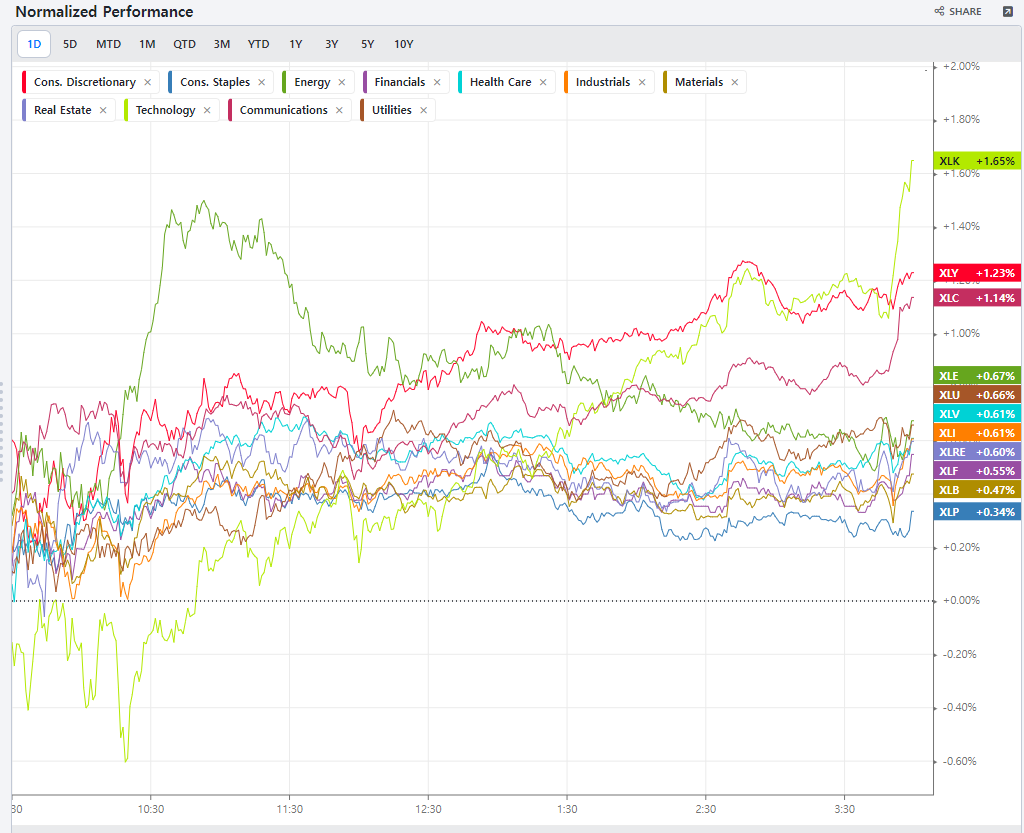 Normalized Performance SHARE
1D 5D MTD 1M QTD 3M YTD 1Y 3Y 5Y 10Y
Cons. Discretionary × Cons. Staples × Energy × Financials × Health Care × Industrials × Materials ×
Real Estate × Technology × Communications × Utilities ×
+2.00%
+1.80%
XLK +1.65%
+1.60%
+1.40%
XLY +1.23%
XLC +1.14%
+1.00%
XLE +0.67%
XLU +0.66%
XLV +0.61%
XLI +0.61%
XLRE +0.60%
XLF +0.55%
XLB +0.47%
XLP +0.34%
+0.20%
+0.00%
-0.20%
-0.40%
-0.60%
:30 10:30 11:30 12:30 1:30 2:30 3:30